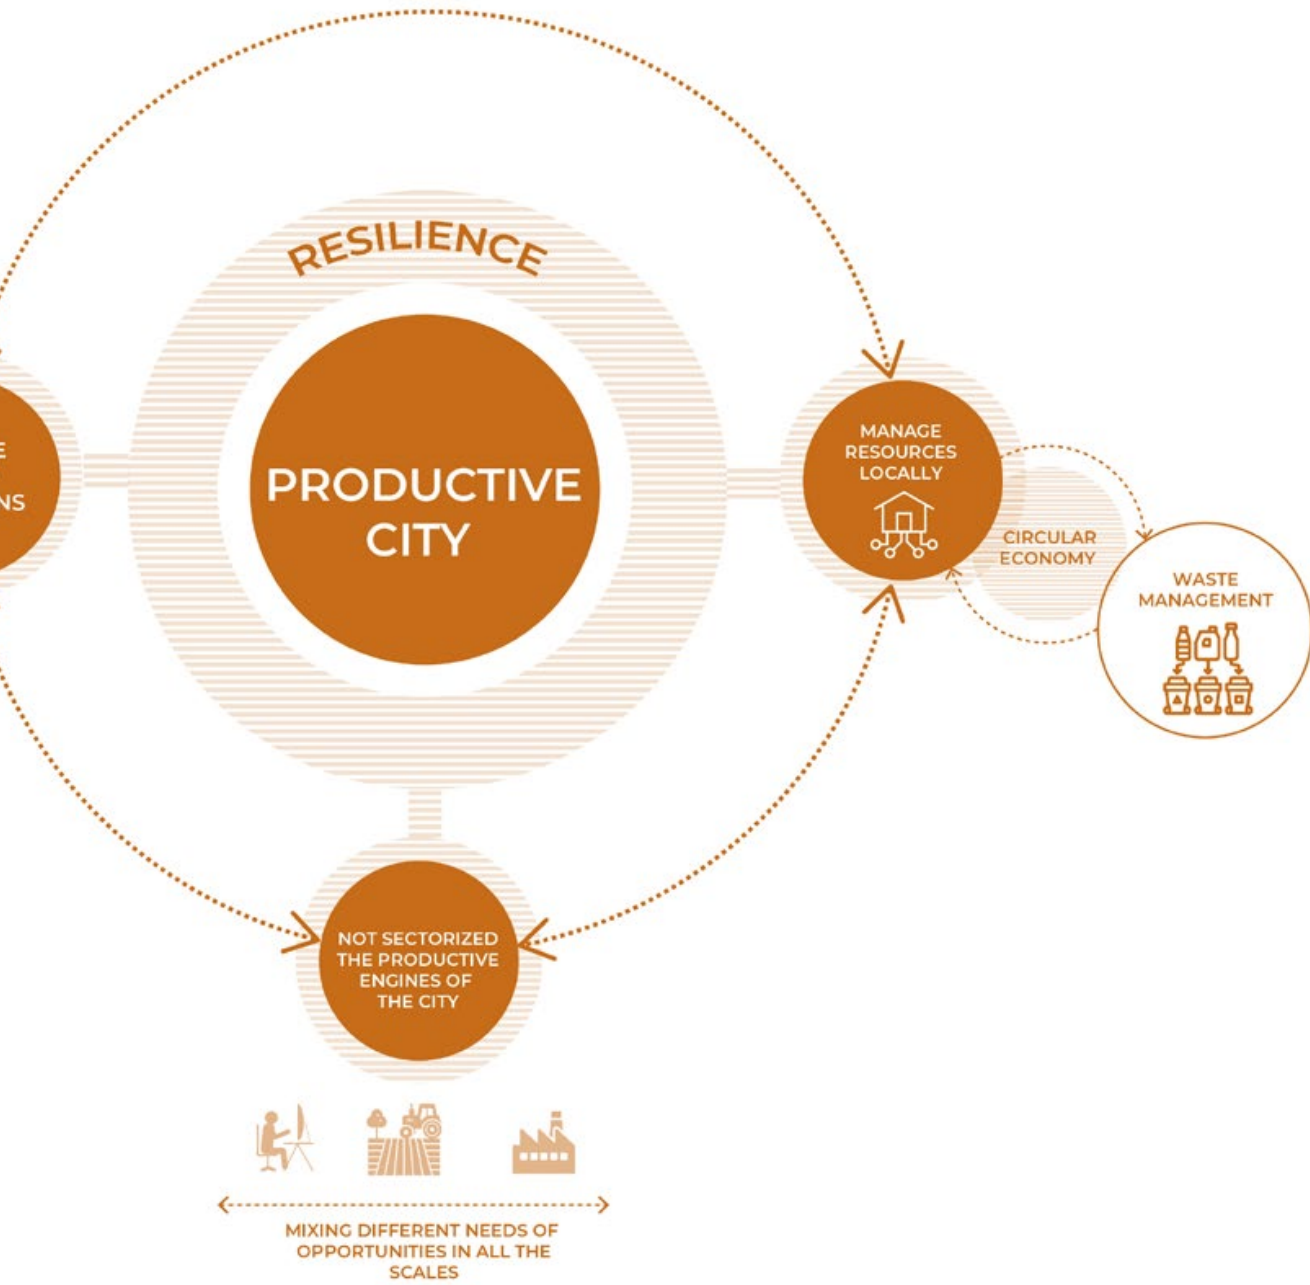 RESILIENCE
PRODUCTIVE
CITY
MANAGE
RESOURCES
LOCALLY
CIRCULAR
ECONOMY
WASTE
MANAGEMENT
NOT SECTORIZED
THE PRODUCTIVE
ENGINES OF
THE CITY
MIXING DIFFERENT NEEDS OF
OPPORTUNITIES IN ALL THE
SCALES